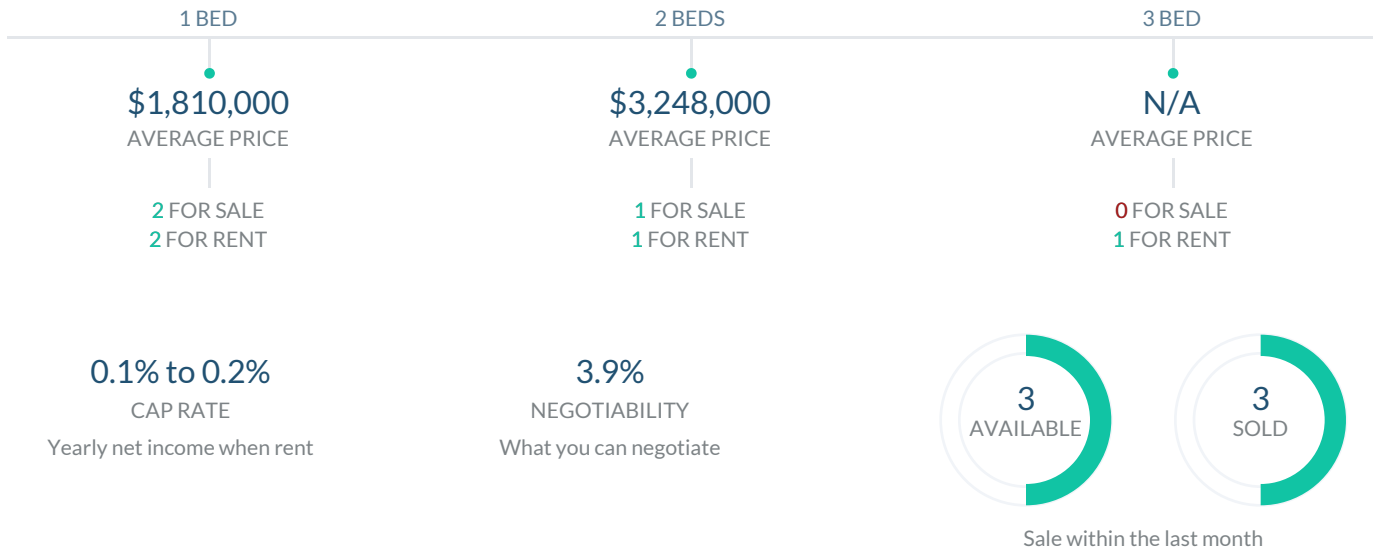 1 BED
$1,810,000
AVERAGE PRICE
2 FOR SALE
2 FOR RENT
2 BEDS
$3,248,000
AVERAGE PRICE
1 FOR SALE
1 FOR RENT
3 BED
N/A
AVERAGE PRICE
0 FOR SALE
1 FOR RENT
0.1% to 0.2%
CAP RATE
Yearly net income when rent
3.9%
NEGOTIABILITY
What you can negotiate
3
AVAILABLE
3
SOLD
Sale within the last month